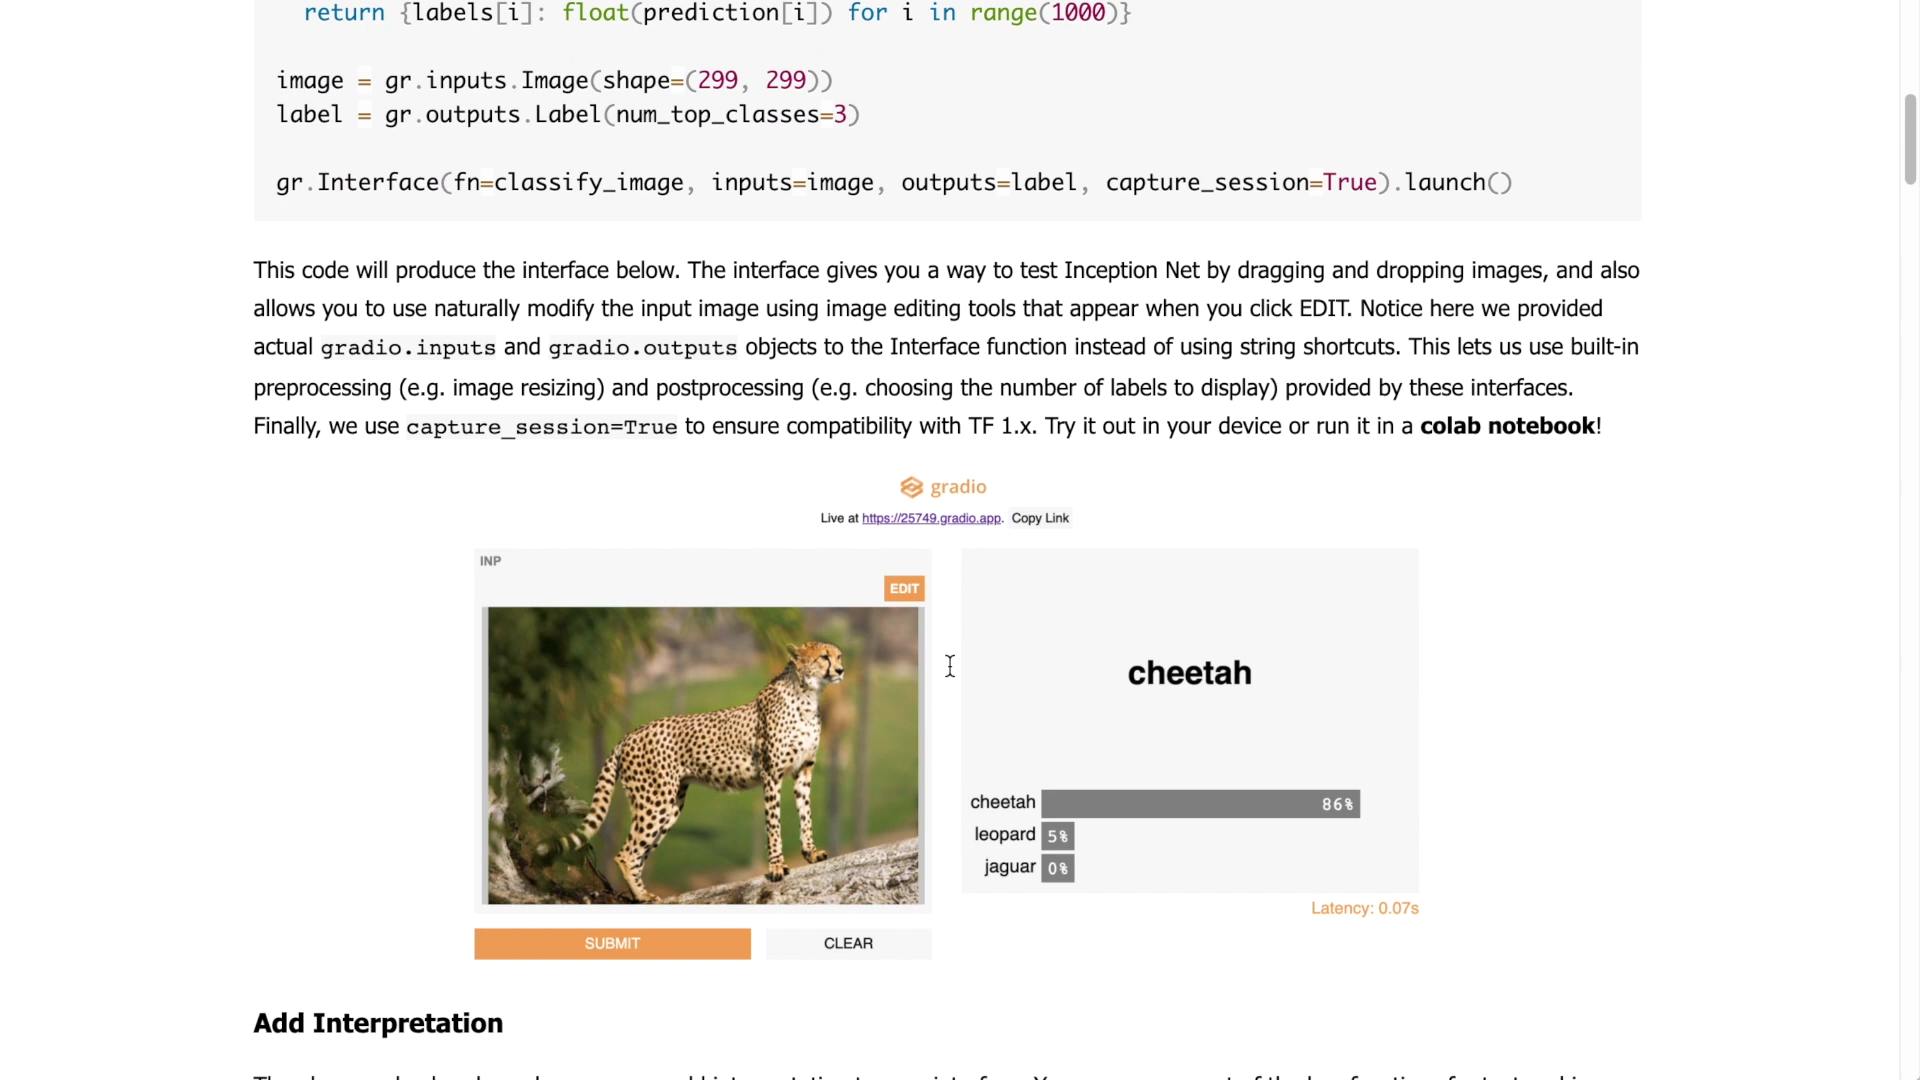 return {labels[i]: float(prediction[i]) for i in range(1000)}
image = gr.inputs.Image(shape=(299, 299))
label = gr.outputs.Label(num_top_classes=3)
gr.Interface(fn=classify_image, inputs=image, outputs=label, capture_session=True).launch()
This code will produce the interface below. The interface gives you a way to test Inception Net by dragging and dropping images, and also
allows you to use naturally modify the input image using image editing tools that appear when you click EDIT. Notice here we provided
actual gradio.inputs and gradio.outputs objects to the Interface function instead of using string shortcuts. This lets us use built-in
preprocessing (e.g. image resizing) and postprocessing (e.g. choosing the number of labels to display) provided by these interfaces.
Finally, we use capture_session=True to ensure compatibility with TF 1.x. Try it out in your device or run it in a colab notebook!
gradio
Live at https://25749.gradio.app. Copy Link
INP
EDIT
cheetah
cheetah 86%
leopard 5%
jaguar 0%
Latency: 0.07s
SUBMIT CLEAR
Add Interpretation